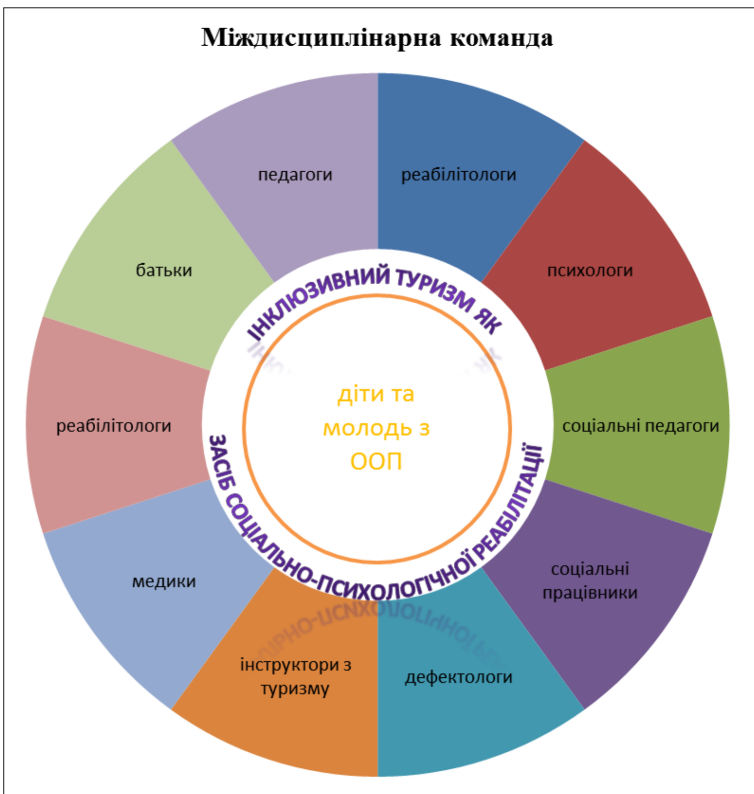 Міждисциплінарна команда
педагоги
реабілітологи
батьки
психологи
ІНКЛЮЗИВНИЙ ТУРИЗМ ЯК
діти та
молодь з
ООП
реабілітологи
соціальні педагоги
ЗАСІБ СОЦІАЛЬНО-ПСИХОЛОГІЧНОЇ РЕАБІЛІТАЦІЇ
медики
соціальні
працівники
інструктори з
туризму
дефектологи